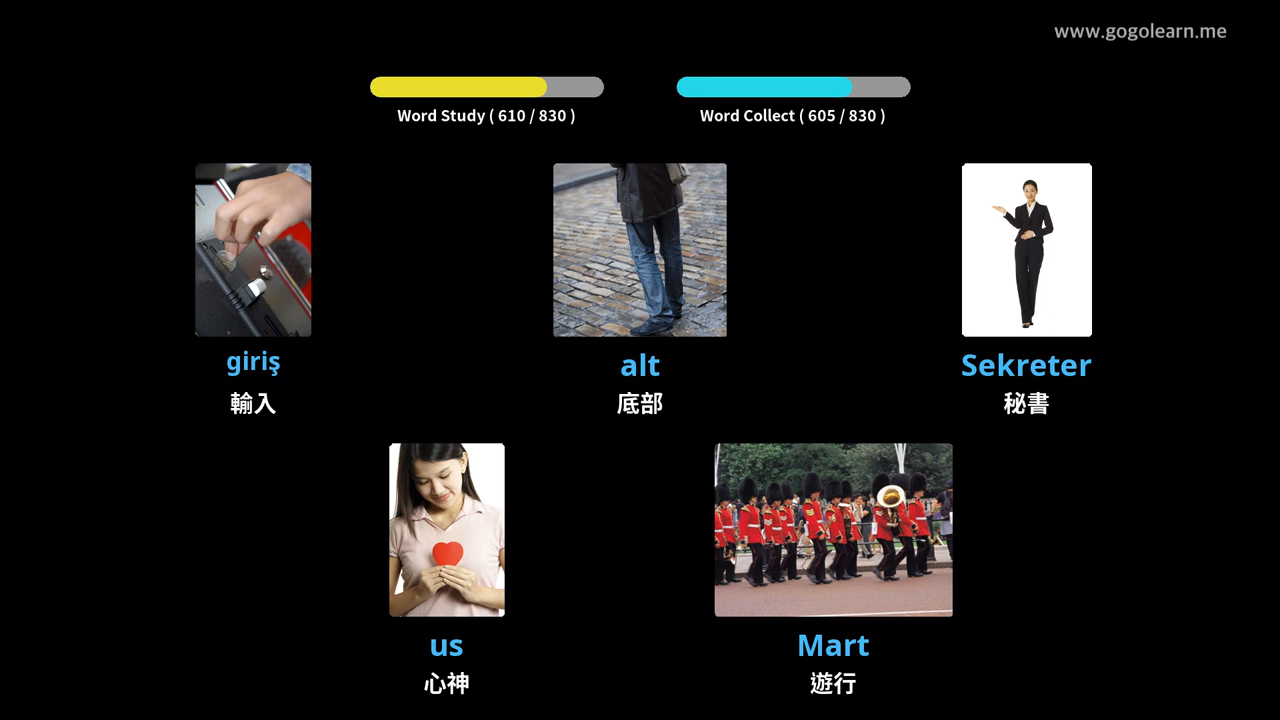 www.gogolearn.me
Word Study ( 610 / 830 )
Word Collect ( 605 / 830 )
giriş
輸入
alt
底部
Sekreter
秘書
us
心神
Mart
遊行